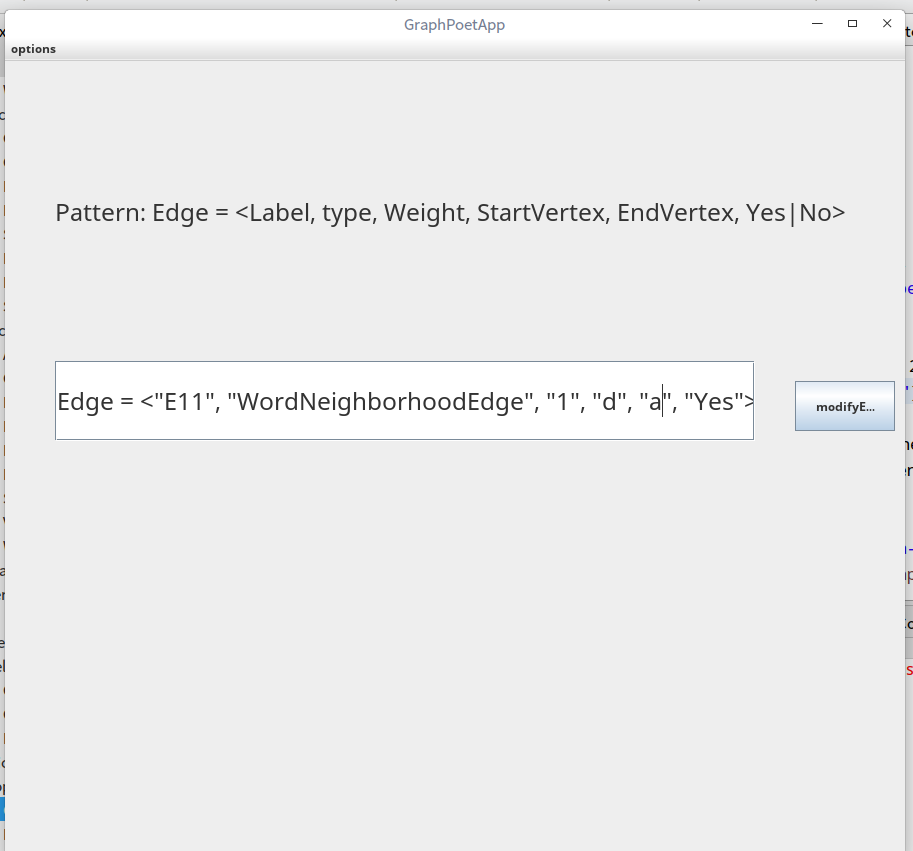 GraphPoetApp
options
Pattern: Edge = <Label, type, Weight, StartVertex, EndVertex, Yes|No>
Edge = <"E11", "WordNeighborhoodEdge", "1", "d", "a", "Yes">
modifyE...